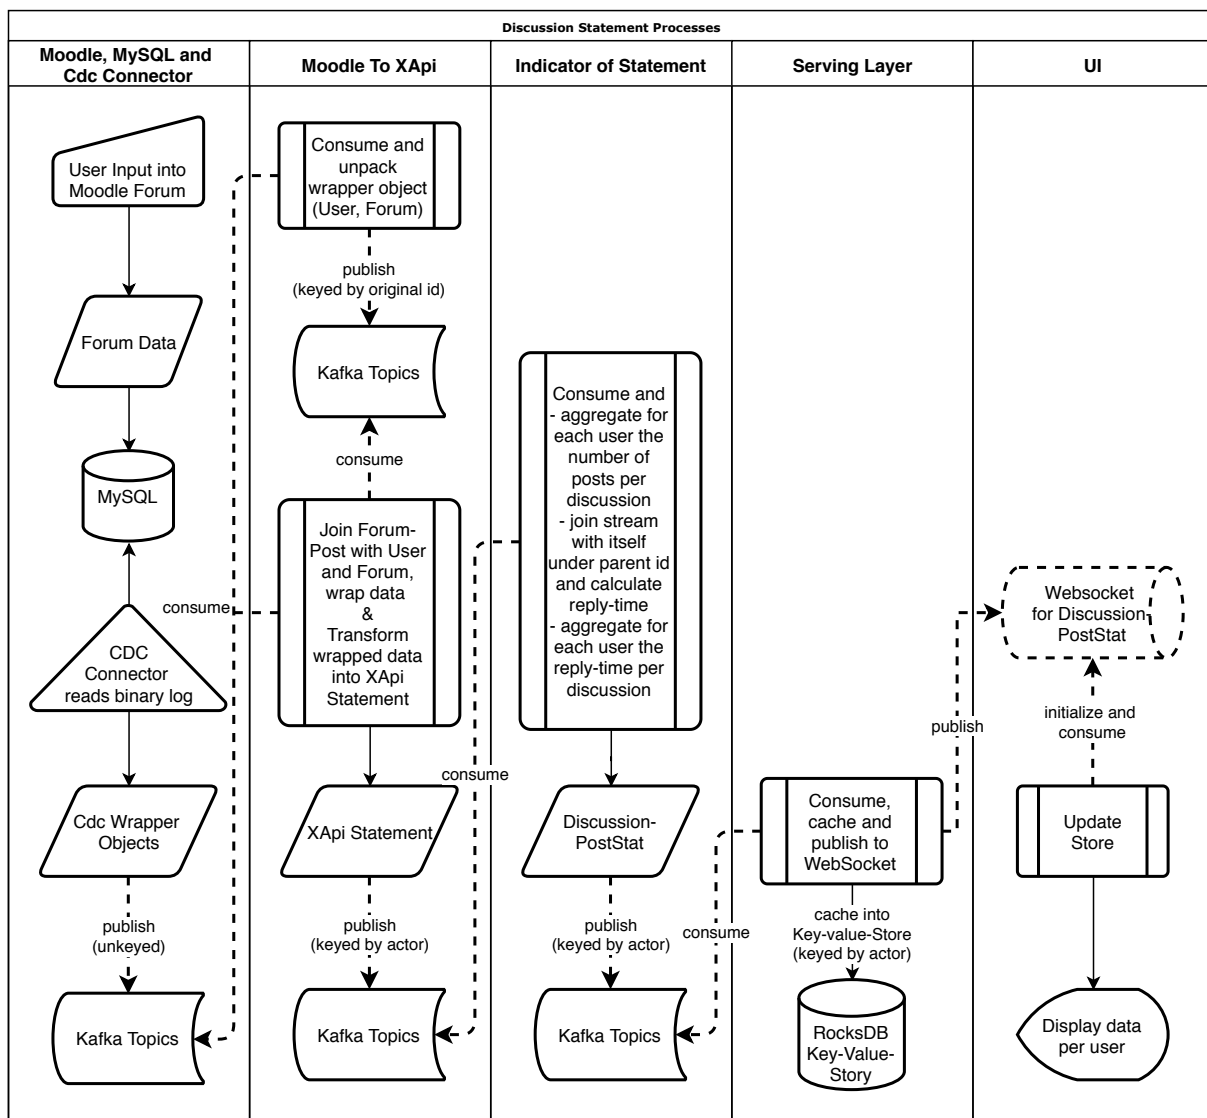 Discussion Statement Processes
Moodle, MySQL and
Cdc Connector
Moodle To XApi
Indicator of Statement
Serving Layer
UI
User Input into
Moodle Forum
Forum Data
MySQL
CDC
Connector
reads binary log
Cdc Wrapper
Objects
publish
(unkeyed)
Kafka Topics
consume
Consume and
unpack
wrapper object
(User, Forum)
publish
(keyed by original id)
Kafka Topics
consume
Join Forum-
Post with User
and Forum,
wrap data
&
Transform
wrapped data
into XApi
Statement
XApi Statement
publish
(keyed by actor)
Kafka Topics
consume
Consume and
- aggregate for
each user the
number of
posts per
discussion
- join stream
with itself
under parent id
and calculate
reply-time
- aggregate for
each user the
reply-time per
discussion
Discussion-
PostStat
publish
(keyed by actor)
Kafka Topics
consume
Consume,
cache and
publish to
WebSocket
cache into
Key-value-Store
(keyed by actor)
RocksDB
Key-Value-
Story
publish
Websocket
for Discussion-
PostStat
initialize and
consume
Update
Store
Display data
per user